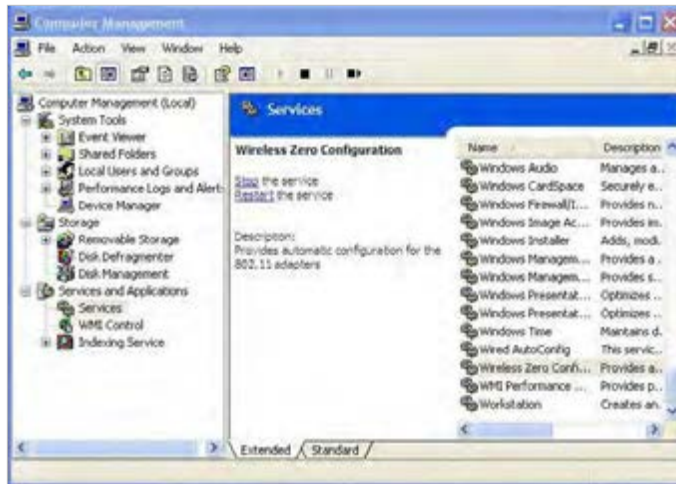 Computer Management
File Action View Window Help
Computer Management (Local)
System Tools
Event Viewer
Shared Folders
Local Users and Groups
Performance Logs and Alert
Device Manager
Storage
Removable Storage
Disk Defragmenter
Disk Management
Services and Applications
Services
WMI Control
Indexing Service
Services
Wireless Zero Configuration
Stop the service
Restart the service
Description:
Provides automatic configuration for the
802.11 adapters
Name Description
Windows Audio Manages a..
Windows CardSpace Securely e..
Windows Firewall/I... Provides n..
Windows Image Ac... Provides im.
Windows Installer Adds, modi.
Windows Managem... Provides a .
Windows Managem... Provides s..
Windows Presentat... Optimizes ..
Windows Presentat... Optimizes ..
Windows Time Maintains d.
Wired AutoConfig This servic..
Wireless Zero Confi... Provides a..
WMI Performance ... Provides p..
Workstation Creates an.
Extended Standard